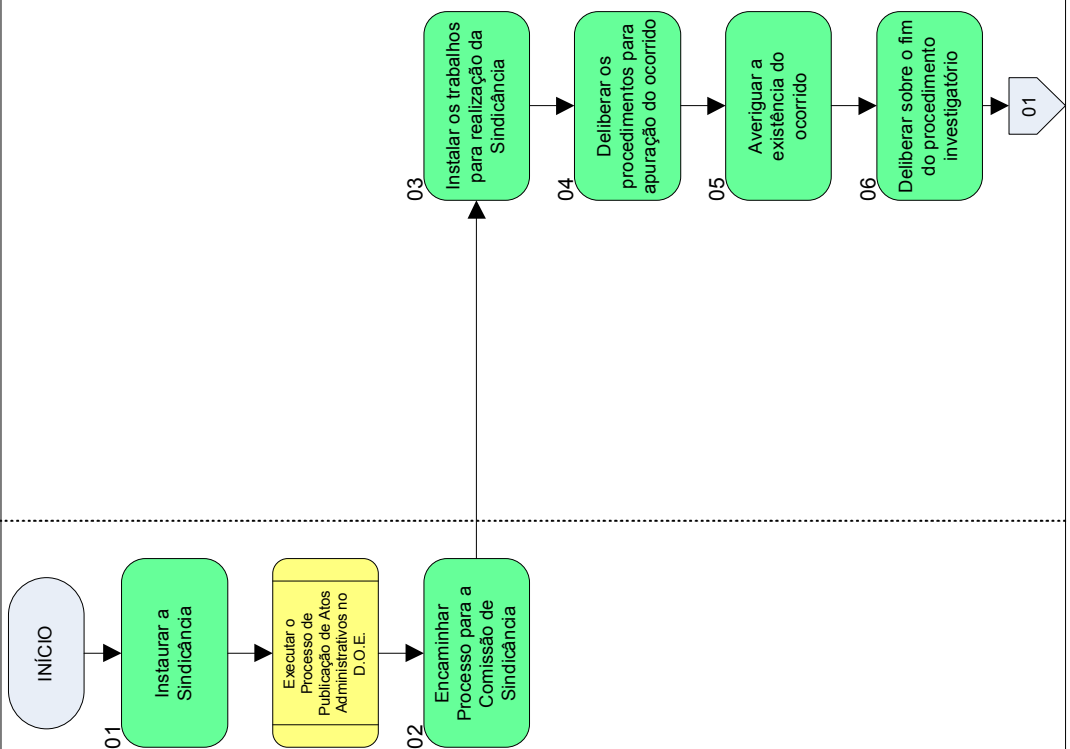 INÍCIO
01
Instaurar a
Sindicância
Executar o
Processo de
Publicação de Atos
Administrativos no
D.O.E.
02
Encaminhar
Processo para a
Comissão de
Sindicância
03
Instalar os trabalhos
para realização da
Sindicância
04
Deliberar os
procedimentos para
apuração do ocorrido
05
Averiguar a
existência do
ocorrido
06
Deliberar sobre o fim
do procedimento
investigatório
01